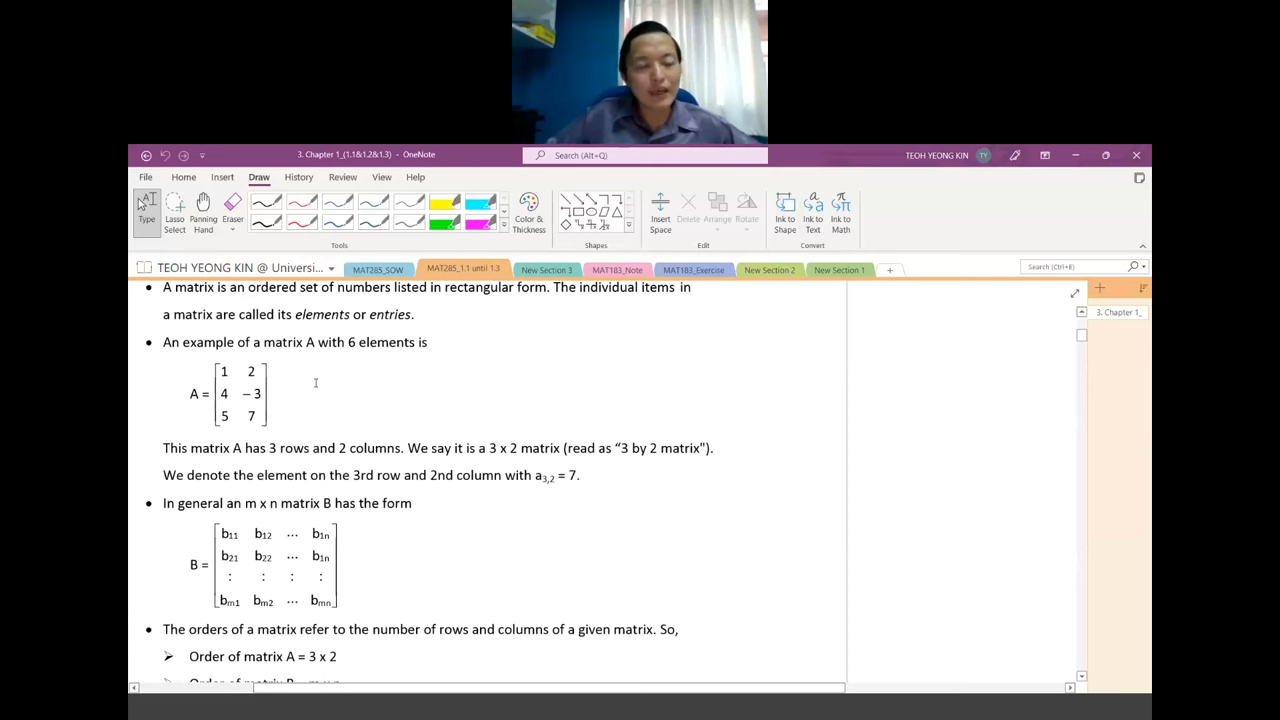 3. Chapter 1_(1.1&1.2&1.3) - OneNote
Search (Alt+Q)
TEOH YEONG KIN TY
File Home Insert Draw History Review View Help
Type
Lasso Select
Panning Hand
Eraser
Color & Thickness
Insert Space
Delete
Arrange
Rotate
Ink to Shape
Ink to Text
Ink to Math
Tools Shapes Edit Convert
TEOH YEONG KIN @ Universi... MAT285_SOW MAT285_1.1 until 1.3 New Section 3 MAT183_Note MAT183_Exercise New Section 2 New Section 1 + Search (Ctrl+E)
3. Chapter 1_
• A matrix is an ordered set of numbers listed in rectangular form. The individual items in
a matrix are called its elements or entries.
• An example of a matrix A with 6 elements is
1 2
A = 4 – 3
5 7
This matrix A has 3 rows and 2 columns. We say it is a 3 x 2 matrix (read as “3 by 2 matrix").
We denote the element on the 3rd row and 2nd column with a3,2 = 7.
• In general an m x n matrix B has the form
b11 b12 ... b1n
b21 b22 ... b1n
B =
: : : :
bm1 bm2 ... bmn
• The orders of a matrix refer to the number of rows and columns of a given matrix. So,
➢ Order of matrix A = 3 x 2